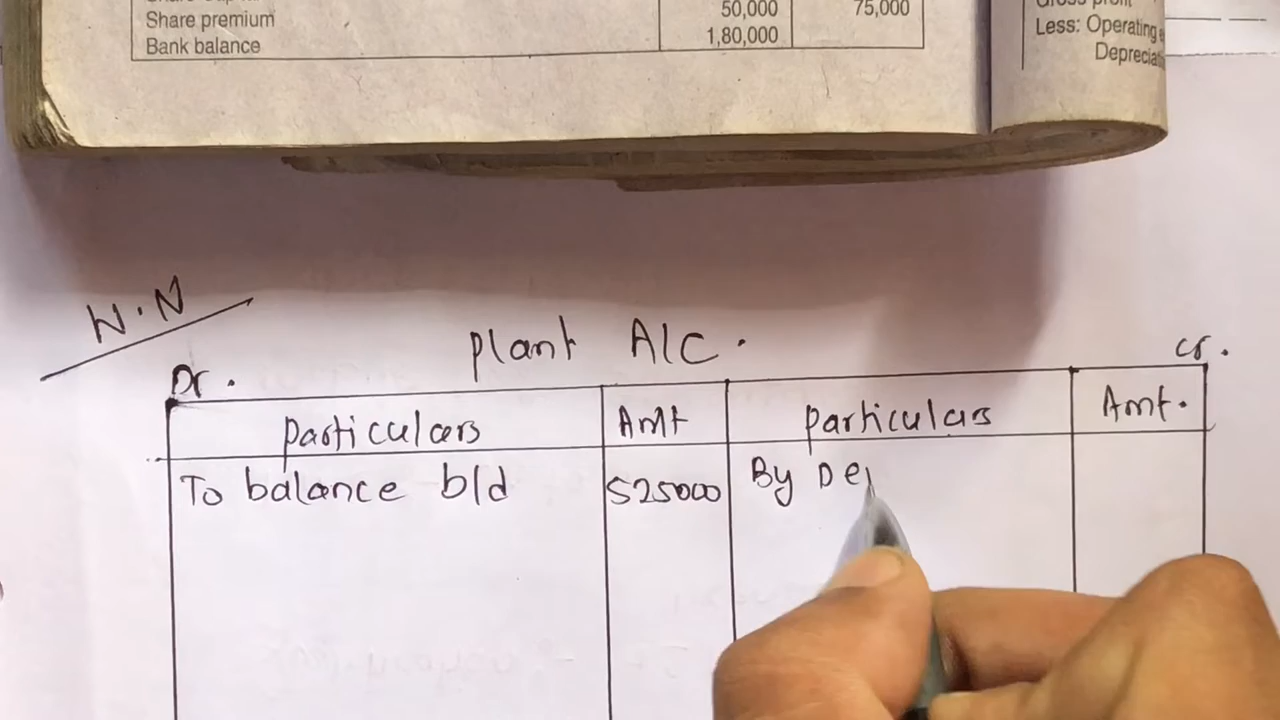 Share premium 50,000 75,000
Bank balance 1,80,000
Less: Operating
W.N
Plant A/C.
Dr. Cr.
Particulars Amt Particulars Amt.
To balance b/d 525000 By De